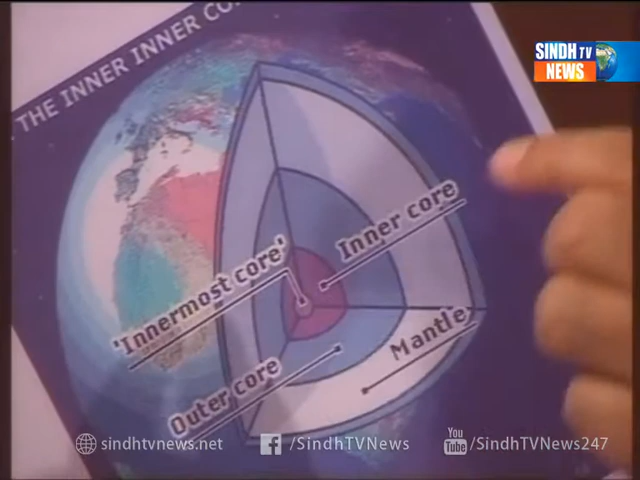 THE INNER INNER CO
SINDH TV
NEWS
Inner core
'Innermost core'
Mantle
Outer core
sindhtvnews.net
/SindhTVNews
You
Tube
/SindhTVNews247